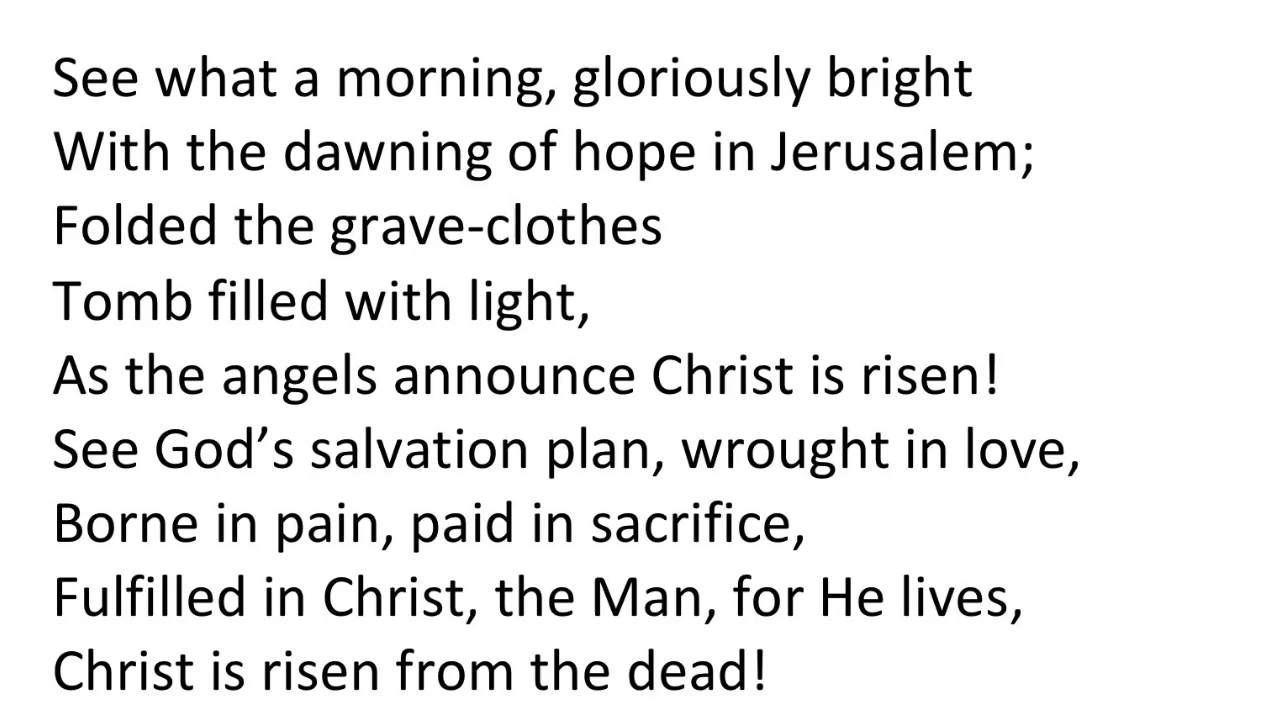 See what a morning, gloriously bright
With the dawning of hope in Jerusalem;
Folded the grave-clothes
Tomb filled with light,
As the angels announce Christ is risen!
See God’s salvation plan, wrought in love,
Borne in pain, paid in sacrifice,
Fulfilled in Christ, the Man, for He lives,
Christ is risen from the dead!